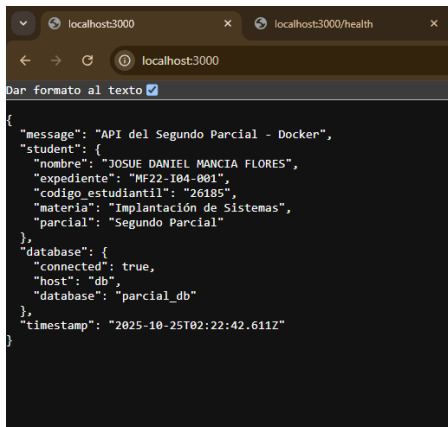 localhost:3000
localhost:3000/health
localhost:3000
Dar formato al texto
{
  "message": "API del Segundo Parcial - Docker",
  "student": {
    "nombre": "JOSUE DANIEL MANCIA FLORES",
    "expediente": "MF22-I04-001",
    "codigo_estudiantil": "26185",
    "materia": "Implantación de Sistemas",
    "parcial": "Segundo Parcial"
  },
  "database": {
    "connected": true,
    "host": "db",
    "database": "parcial_db"
  },
  "timestamp": "2025-10-25T02:22:42.611Z"
}